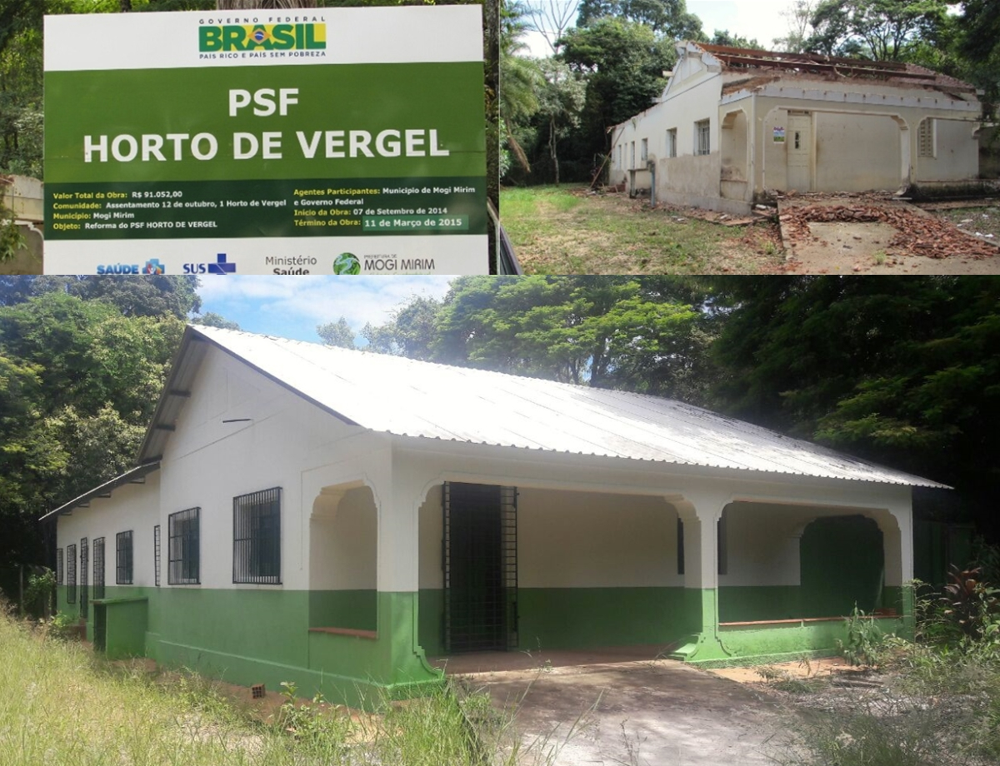 GOVERNO FEDERAL
BRASIL
PAÍS RICO É PAÍS SEM POBREZA
PSF
HORTO DE VERGEL
Valor Total da Obra: R$ 91.052,00
Comunidade: Assentamento 12 de outubro, 1 Horto de Vergel
Município: Mogi Mirim
Objeto: Reforma do PSF HORTO DE VERGEL
Agentes Participantes: Município de Mogi Mirim
e Governo Federal
Início da Obra: 07 de Setembro de 2014
Término da Obra: 11 de Março de 2015
SAÚDE
SUS
Ministério
Saúde
PREFEITURA DE
MOGI MIRIM